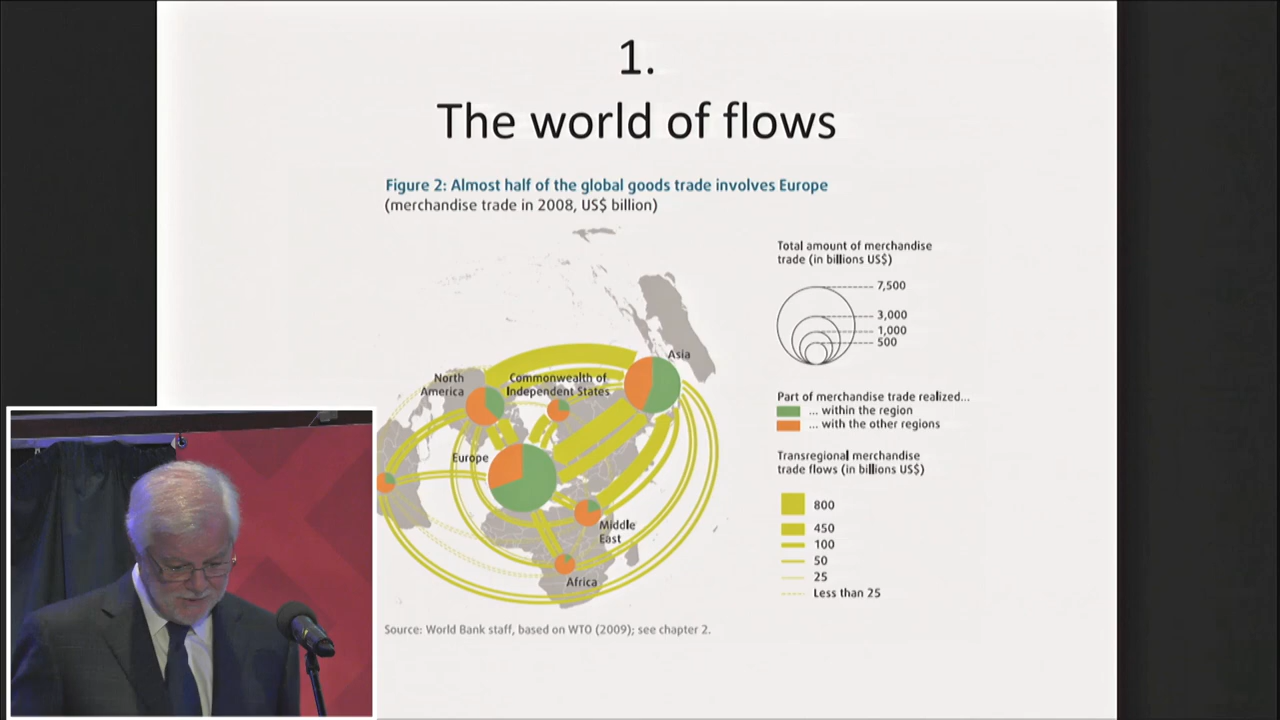 1.
The world of flows
Figure 2: Almost half of the global goods trade involves Europe
(merchandise trade in 2008, US$ billion)
Total amount of merchandise
trade (in billions US$)
7,500
3,000
1,000
500
Asia
North
America
Commonwealth of
Independent States
Europe
Middle
East
Africa
Part of merchandise trade realized...
... within the region
... with the other regions
Transregional merchandise
trade flows (in billions US$)
800
450
100
50
25
Less than 25
Source: World Bank staff, based on WTO (2009); see chapter 2.